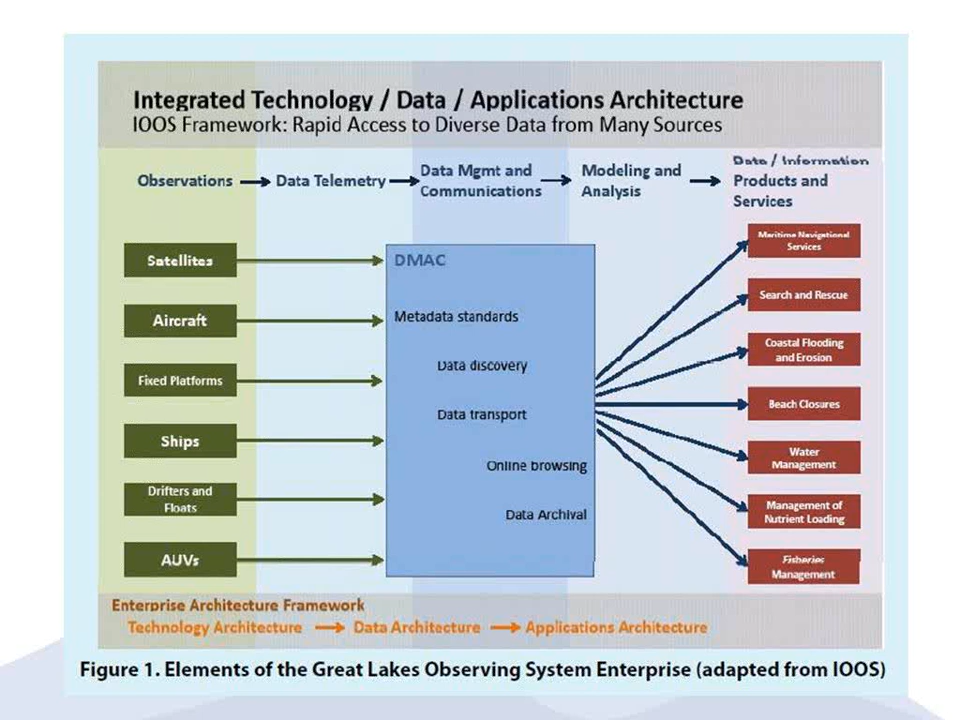 Integrated Technology / Data / Applications Architecture
IOOS Framework: Rapid Access to Diverse Data from Many Sources
Observations
Data Telemetry
Data Mgmt and
Communications
Modeling and
Analysis
Data / Information
Products and
Services
Satellites
Aircraft
Fixed Platforms
Ships
Drifters and
Floats
AUVs
DMAC
Metadata standards
Data discovery
Data transport
Online browsing
Data Archival
Maritime Navigational
Services
Search and Rescue
Coastal Flooding
and Erosion
Beach Closures
Water
Management
Management of
Nutrient Loading
Fisheries
Management
Enterprise Architecture Framework
Technology Architecture
Data Architecture
Applications Architecture
Figure 1. Elements of the Great Lakes Observing System Enterprise (adapted from IOOS)